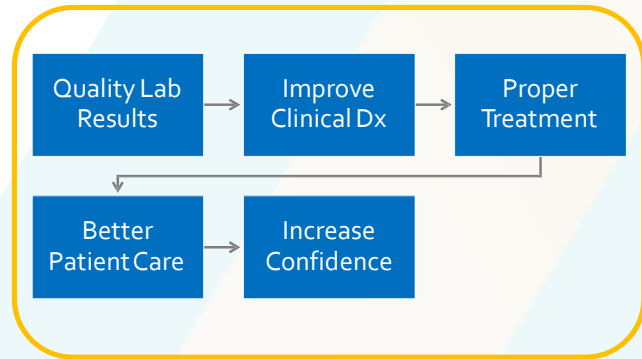 Quality Lab
Results
Improve
Clinical Dx
Proper
Treatment
Better
Patient Care
Increase
Confidence